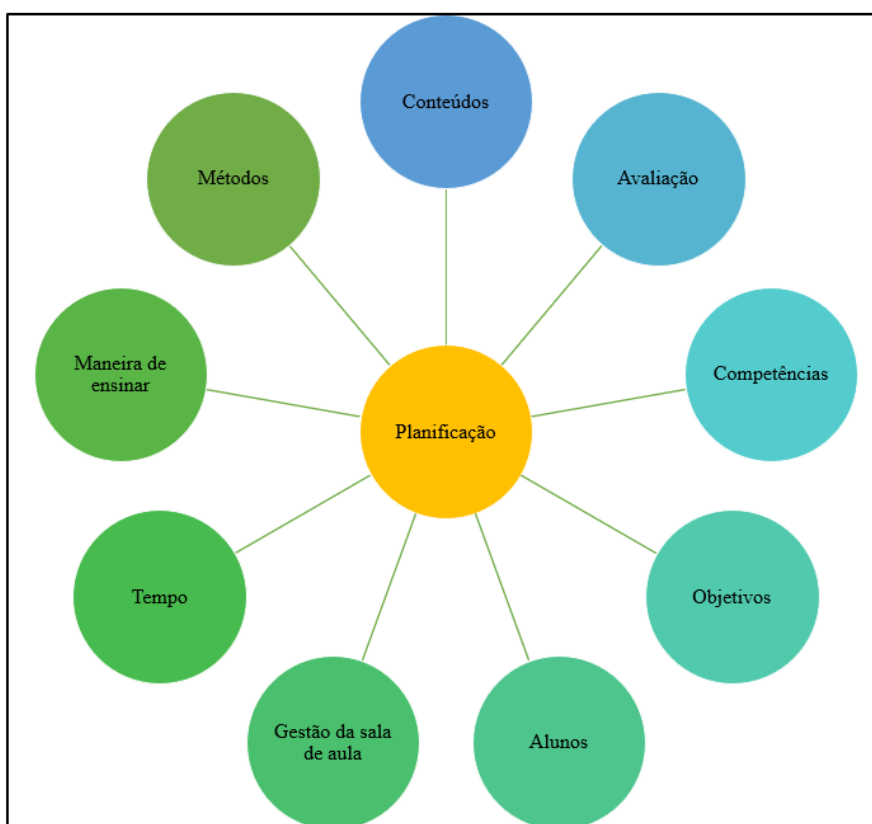 Conteúdos
Avaliação
Competências
Objetivos
Alunos
Gestão da sala
de aula
Tempo
Maneira de
ensinar
Métodos
Planificação